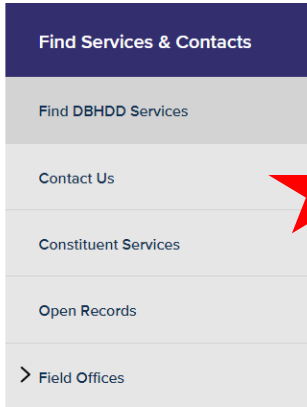 Find Services & Contacts
Find DBHDD Services
Contact Us
Constituent Services
Open Records
Field Offices